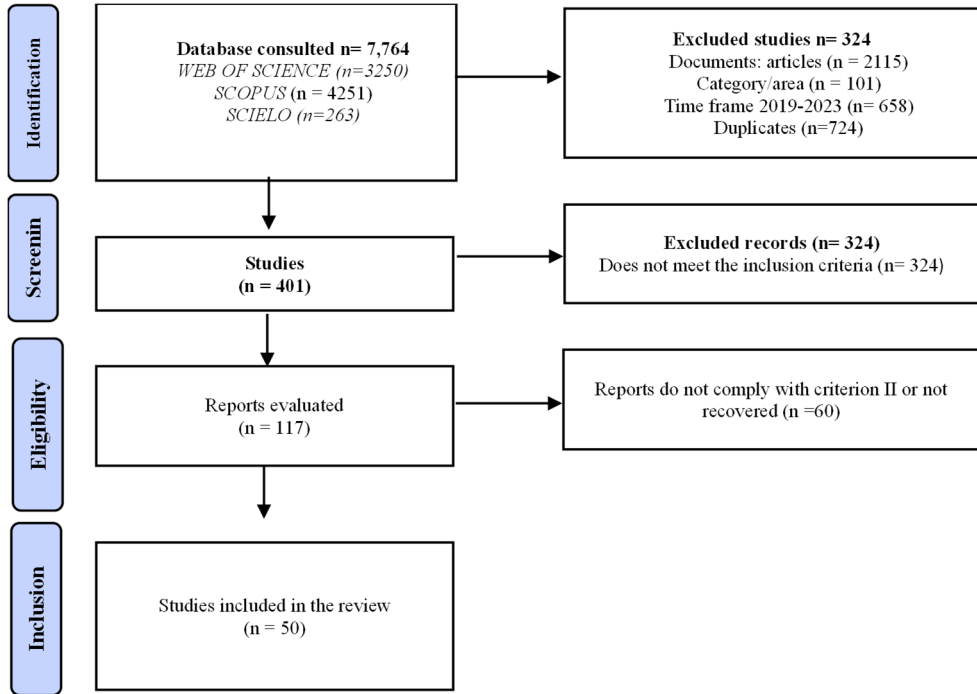 Identification
Database consulted n= 7,764
WEB OF SCIENCE (n=3250)
SCOPUS (n = 4251)
SCIELO (n=263)
Excluded studies n= 324
Documents: articles (n = 2115)
Category/area (n = 101)
Time frame 2019-2023 (n= 658)
Duplicates (n=724)
Screenin
Studies
(n = 401)
Excluded records (n= 324)
Does not meet the inclusion criteria (n= 324)
Eligibility
Reports evaluated
(n = 117)
Reports do not comply with criterion II or not
recovered (n =60)
Inclusion
Studies included in the review
(n = 50)